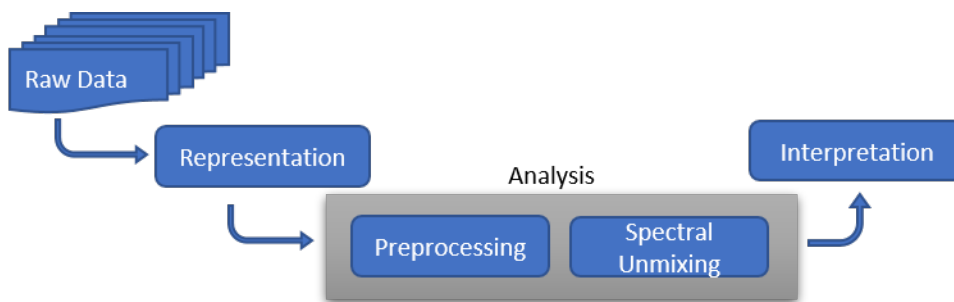 Raw Data
Representation
Interpretation
Analysis
Preprocessing
Spectral
Unmixing